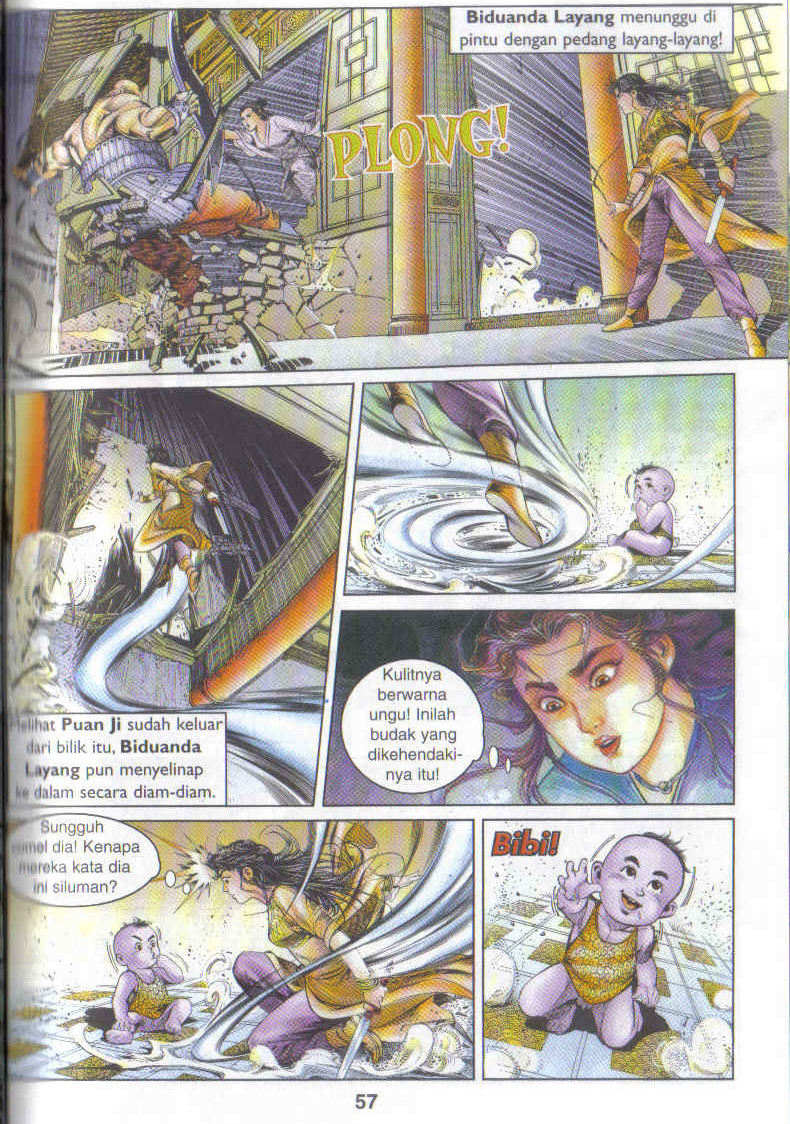 Biduanda Layang menunggu di
pintu dengan pedang layang-layang!
PLONG!
Puan Ji sudah keluar
dari bilik itu, Biduanda
Layang pun menyelinap
ke dalam secara diam-diam.
Kulitnya
berwarna
ungu! Inilah
budak yang
dikehendaki-
nya itu!
Sungguh
dia! Kenapa
mereka kata dia
ini siluman?
Bibi!
57